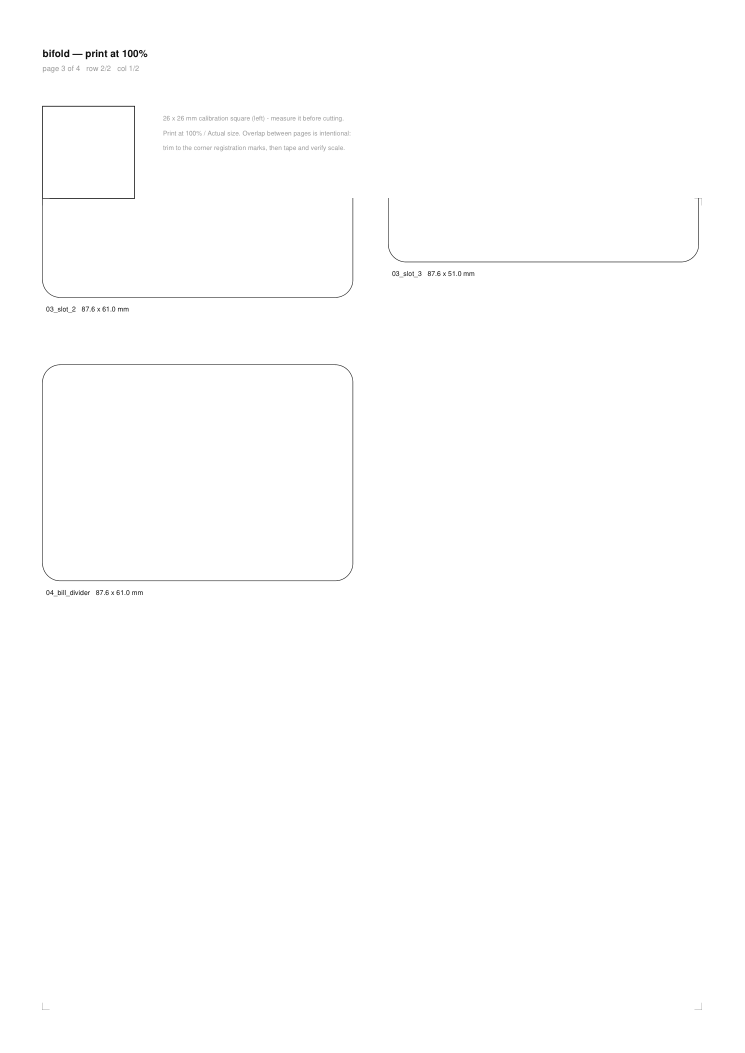 bifold — print at 100%
page 3 of 4   row 2/2   col 1/2
26 x 26 mm calibration square (left) - measure it before cutting.
Print at 100% / Actual size. Overlap between pages is intentional:
trim to the corner registration marks, then tape and verify scale.
03_slot_3   87.6 x 51.0 mm
03_slot_2   87.6 x 61.0 mm
04_bill_divider   87.6 x 61.0 mm